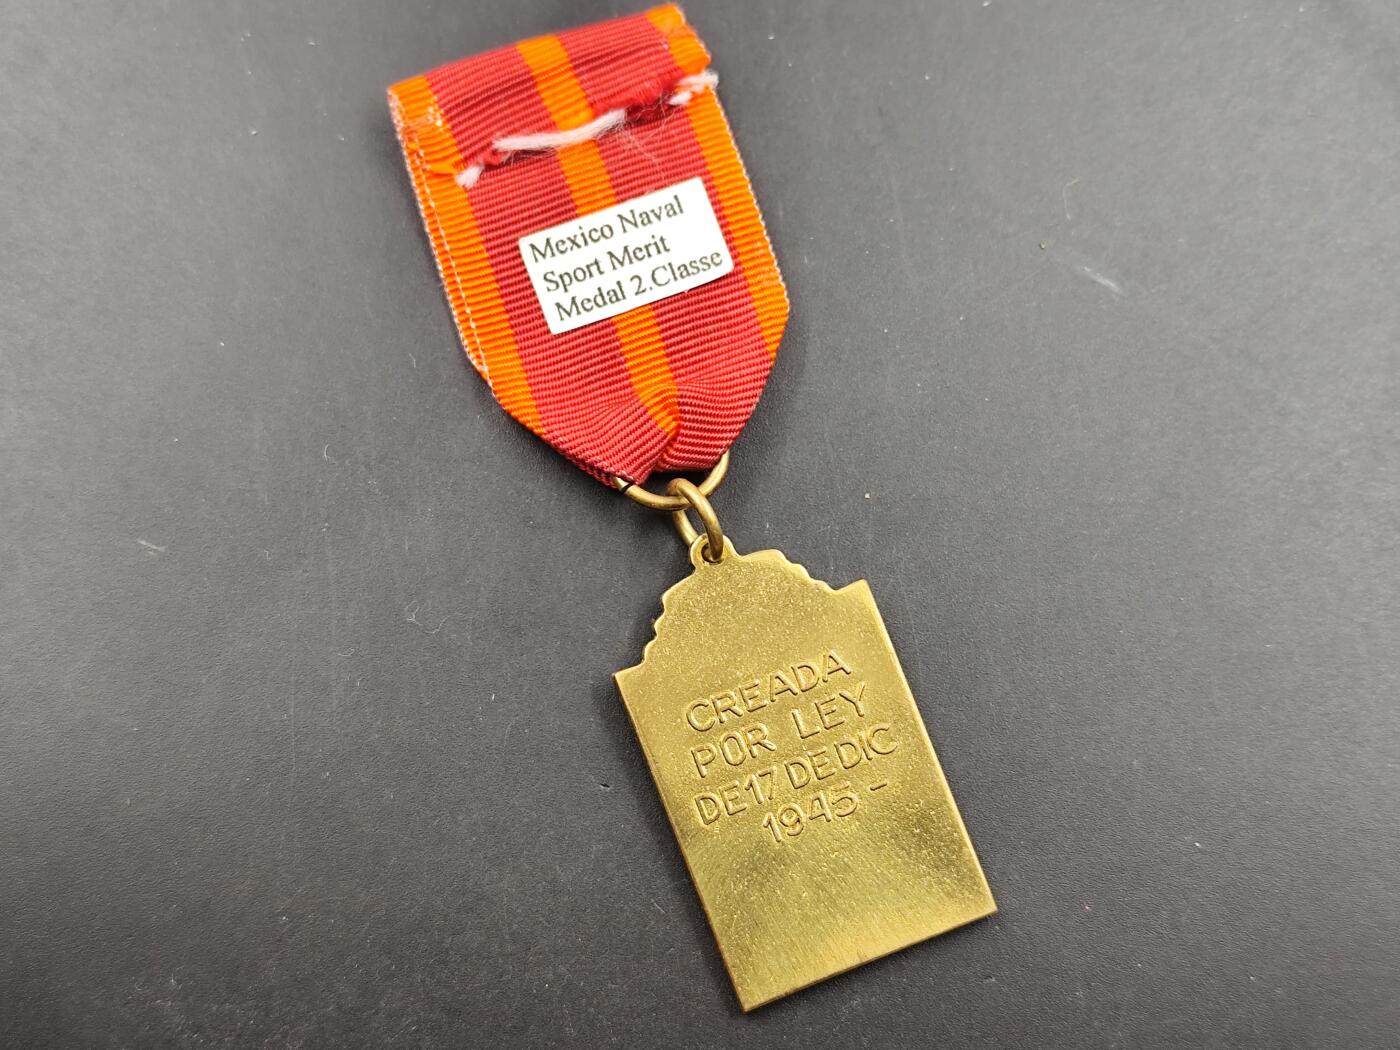 Mexico Naval
Sport Merit
Medal 2.Classe
CREADA
POR LEY
DE 17 DE DIC
1945-